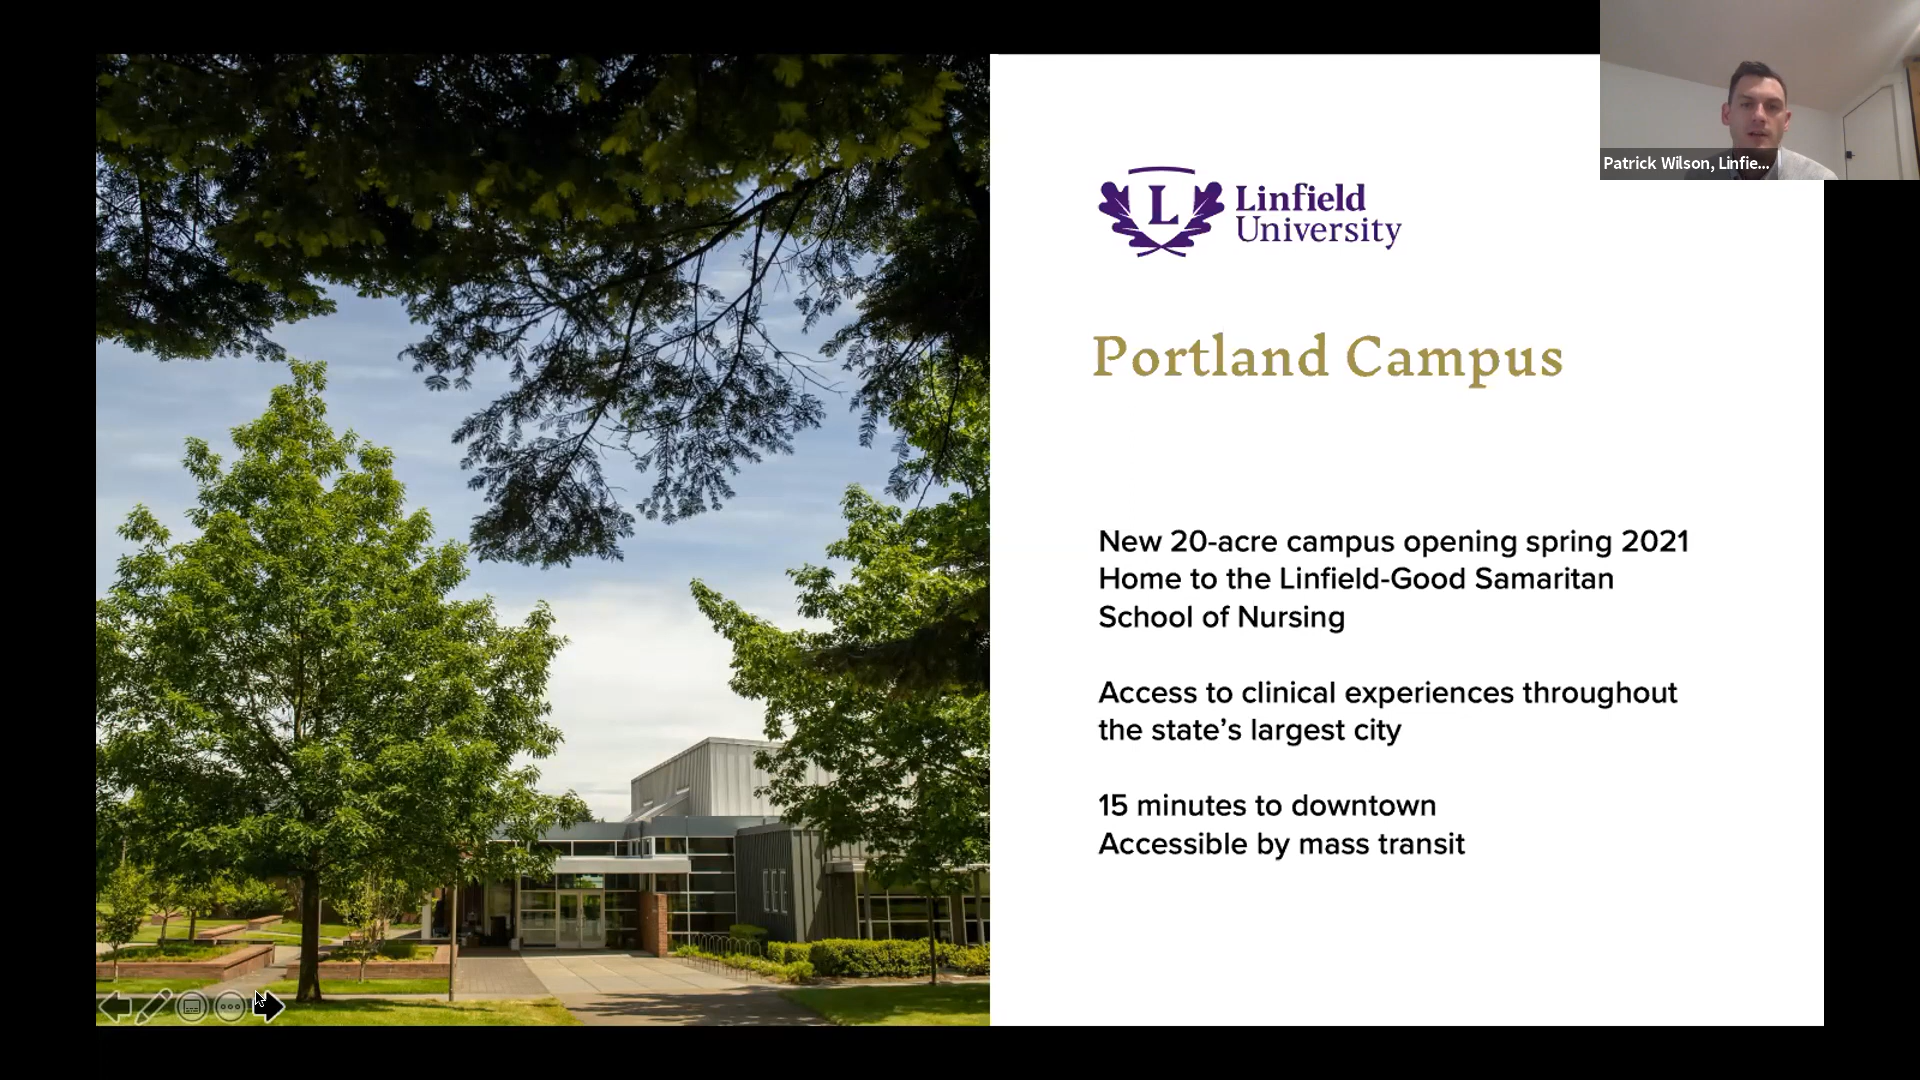 Patrick Wilson, Linfie...
L
Linfield
University
Portland Campus
New 20-acre campus opening spring 2021
Home to the Linfield-Good Samaritan
School of Nursing
Access to clinical experiences throughout
the state’s largest city
15 minutes to downtown
Accessible by mass transit